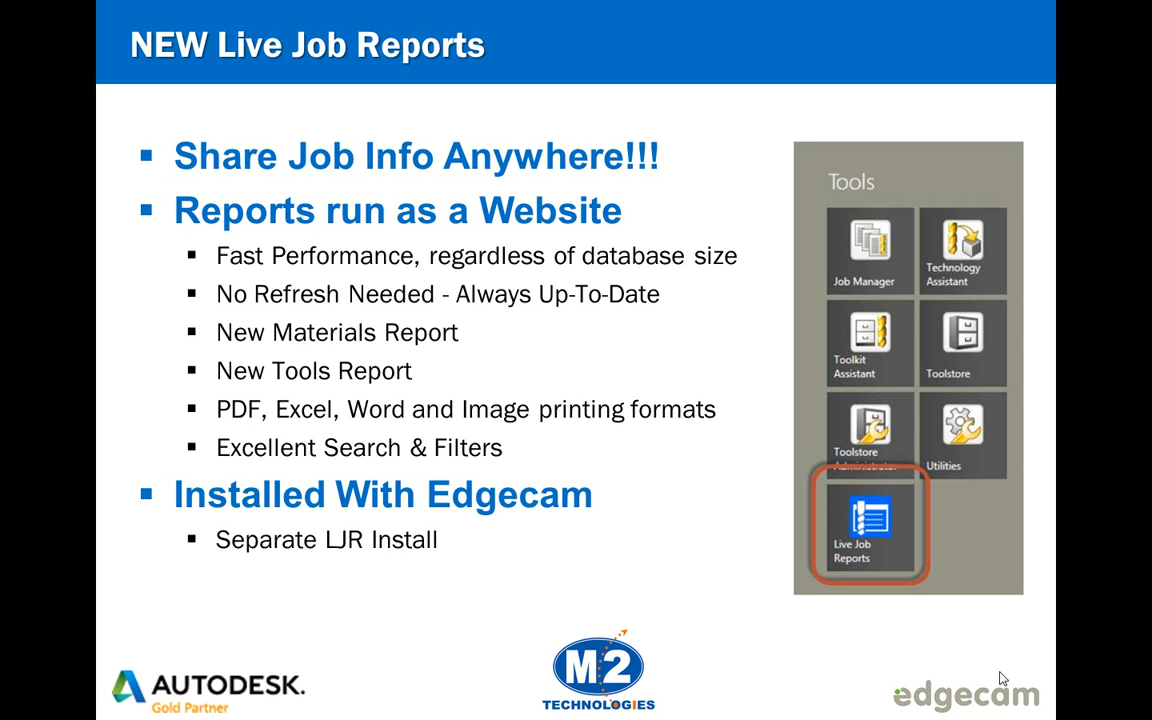 NEW Live Job Reports
Share Job Info Anywhere!!!
Reports run as a Website
Fast Performance, regardless of database size
No Refresh Needed - Always Up-To-Date
New Materials Report
New Tools Report
PDF, Excel, Word and Image printing formats
Excellent Search & Filters
Installed With Edgecam
Separate LJR Install
Tools
Job Manager
Technology
Assistant
Toolkit
Assistant
Toolstore
Toolstore
Administrator
Utilities
Live Job
Reports
AUTODESK.
Gold Partner
M2
TECHNOLOGIES
edgecam